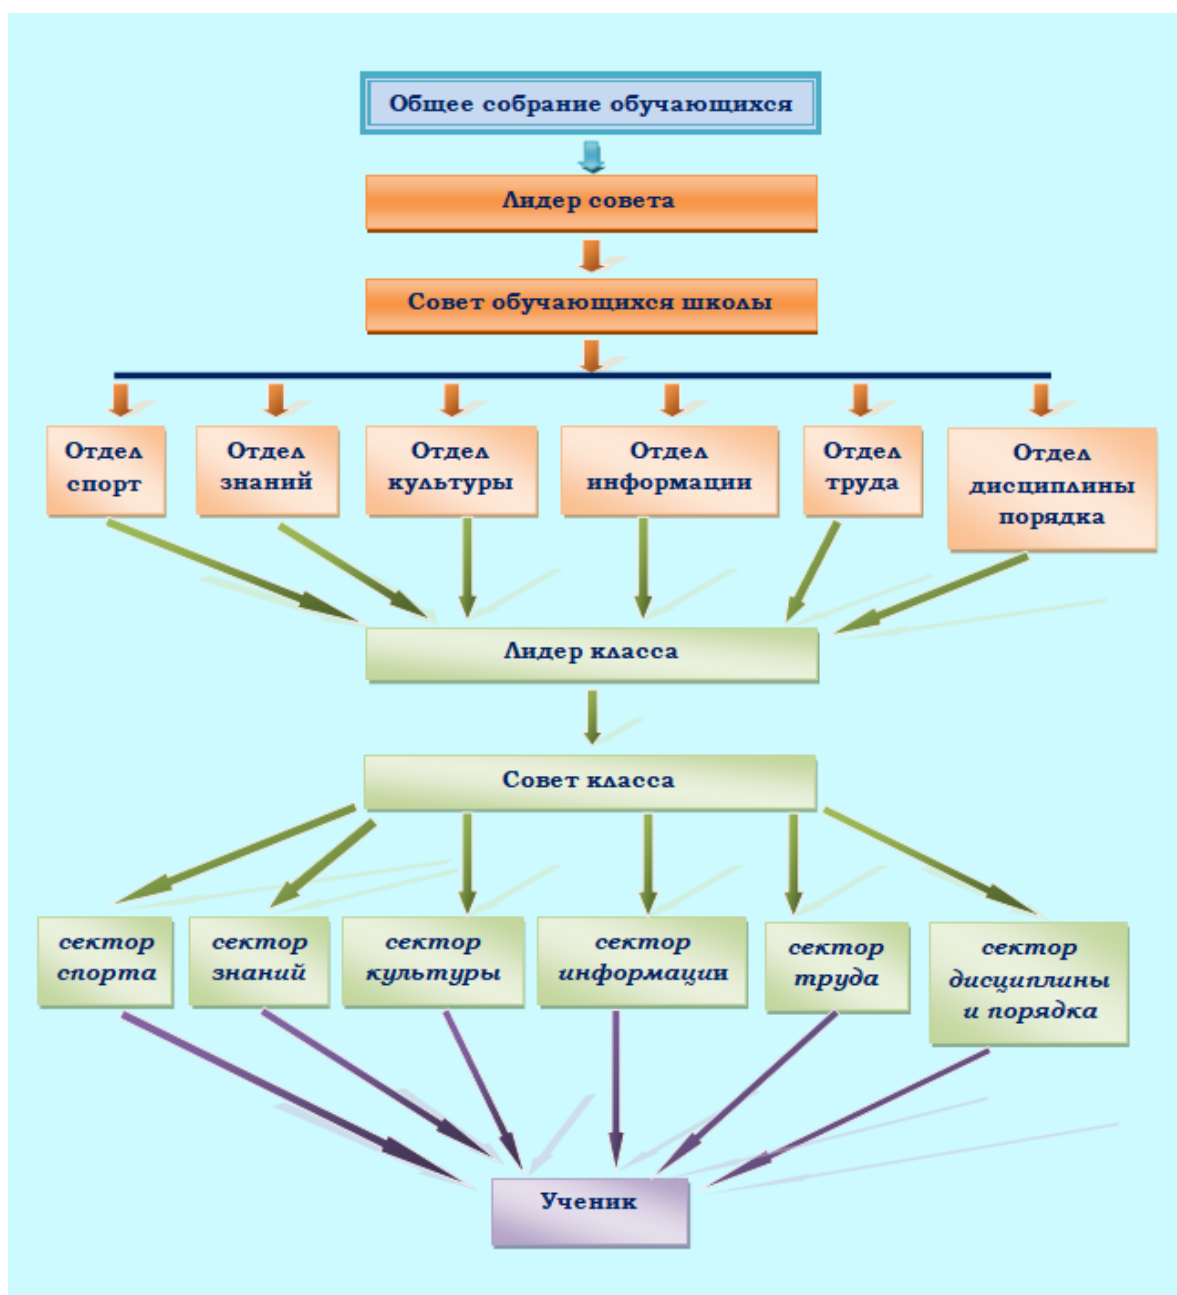 Общее собрание обучающихся
Лидер совета
Совет обучающихся школы
Отдел
спорт
Отдел
знаний
Отдел
культуры
Отдел
информации
Отдел
труда
Отдел
дисциплины
порядка
Лидер класса
Совет класса
сектор
спорта
сектор
знаний
сектор
культуры
сектор
информации
сектор
труда
сектор
дисциплины
и порядка
Ученик